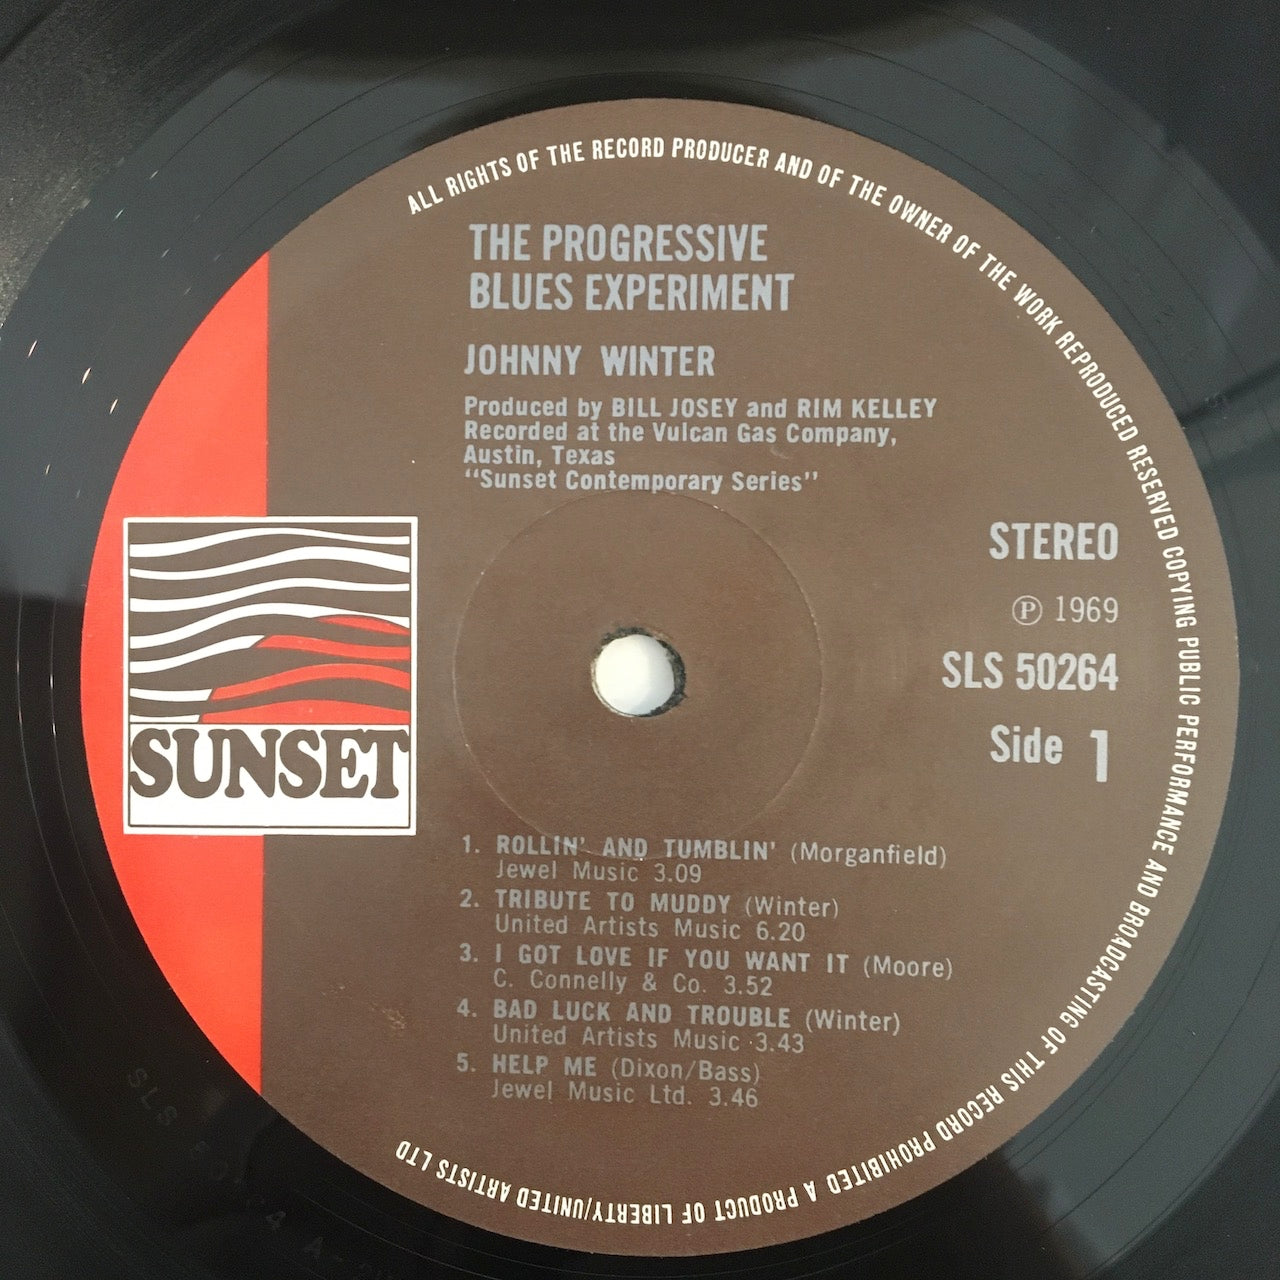 ALL RIGHTS OF THE RECORD PRODUCER AND OF THE OWNER OF THE WORK REPRODUCED RESERVED COPYING PUBLIC PERFORMANCE AND BROADCASTING OF THIS RECORD PROHIBITED A PRODUCT OF LIBERTY/UNITED ARTISTS LTD
THE PROGRESSIVE
BLUES EXPERIMENT
JOHNNY WINTER
Produced by BILL JOSEY and RIM KELLEY
Recorded at the Vulcan Gas Company,
Austin, Texas
"Sunset Contemporary Series"
STEREO
℗ 1969
SLS 50264
Side 1
SUNSET
1. ROLLIN' AND TUMBLIN' (Morganfield)
Jewel Music 3.09
2. TRIBUTE TO MUDDY (Winter)
United Artists Music 6.20
3. I GOT LOVE IF YOU WANT IT (Moore)
C. Connelly & Co. 3.52
4. BAD LUCK AND TROUBLE (Winter)
United Artists Music 3.43
5. HELP ME (Dixon/Bass)
Jewel Music Ltd. 3.46
SLS